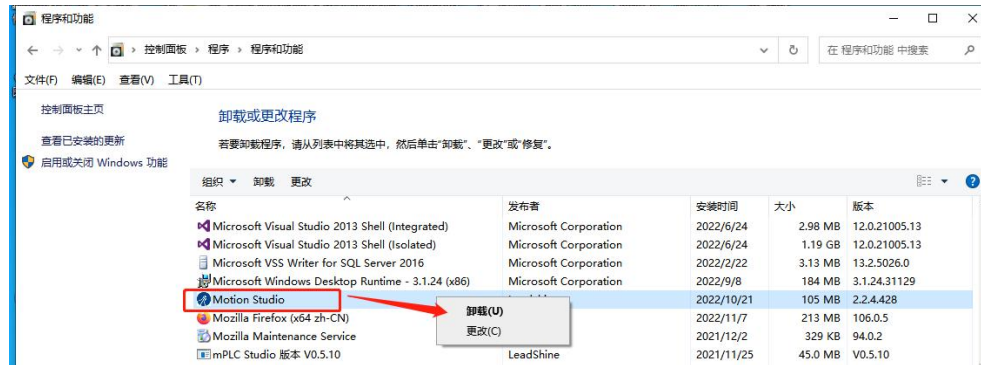 程序和功能
控制面板 › 程序 › 程序和功能
在 程序和功能 中搜索
文件(F) 编辑(E) 查看(V) 工具(T)
控制面板主页
查看已安装的更新
启用或关闭 Windows 功能
卸载或更改程序
若要卸载程序，请从列表中将其选中，然后单击"卸载"、"更改"或"修复"。
组织 卸载 更改
名称 发布者 安装时间 大小 版本
Microsoft Visual Studio 2013 Shell (Integrated) Microsoft Corporation 2022/6/24 2.98 MB 12.0.21005.13
Microsoft Visual Studio 2013 Shell (Isolated) Microsoft Corporation 2022/6/24 1.19 GB 12.0.21005.13
Microsoft VSS Writer for SQL Server 2016 Microsoft Corporation 2022/2/22 3.13 MB 13.2.5026.0
Microsoft Windows Desktop Runtime - 3.1.24 (x86) Microsoft Corporation 2022/9/8 184 MB 3.1.24.31129
Motion Studio 2022/10/21 105 MB 2.2.4.428
卸载(U)
Mozilla Firefox (x64 zh-CN) 2022/11/7 213 MB 106.0.5
更改(C)
Mozilla Maintenance Service 2021/12/2 329 KB 94.0.2
mPLC Studio 版本 V0.5.10 LeadShine 2021/11/25 45.0 MB V0.5.10